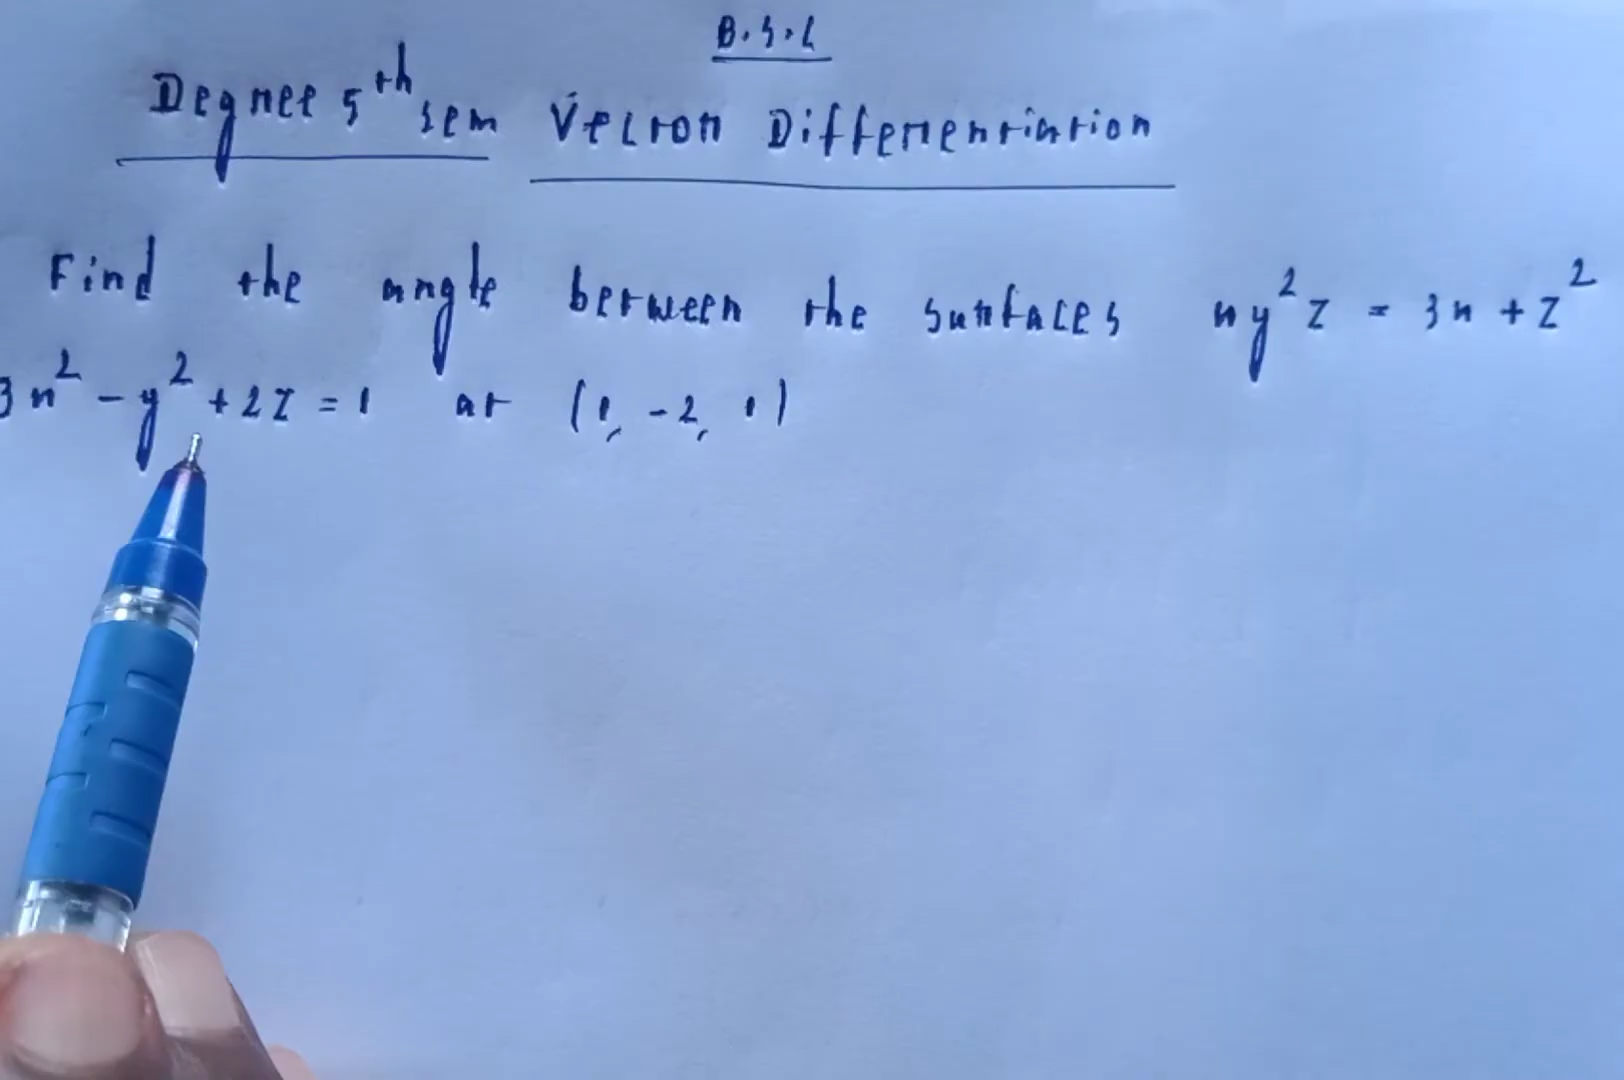 B.S.C
Degree 5th sem Vector Differentiation
Find the angle between the surfaces xy²z = 3x + z²
3x² - y² + 2z = 1 at (1, -2, 1)